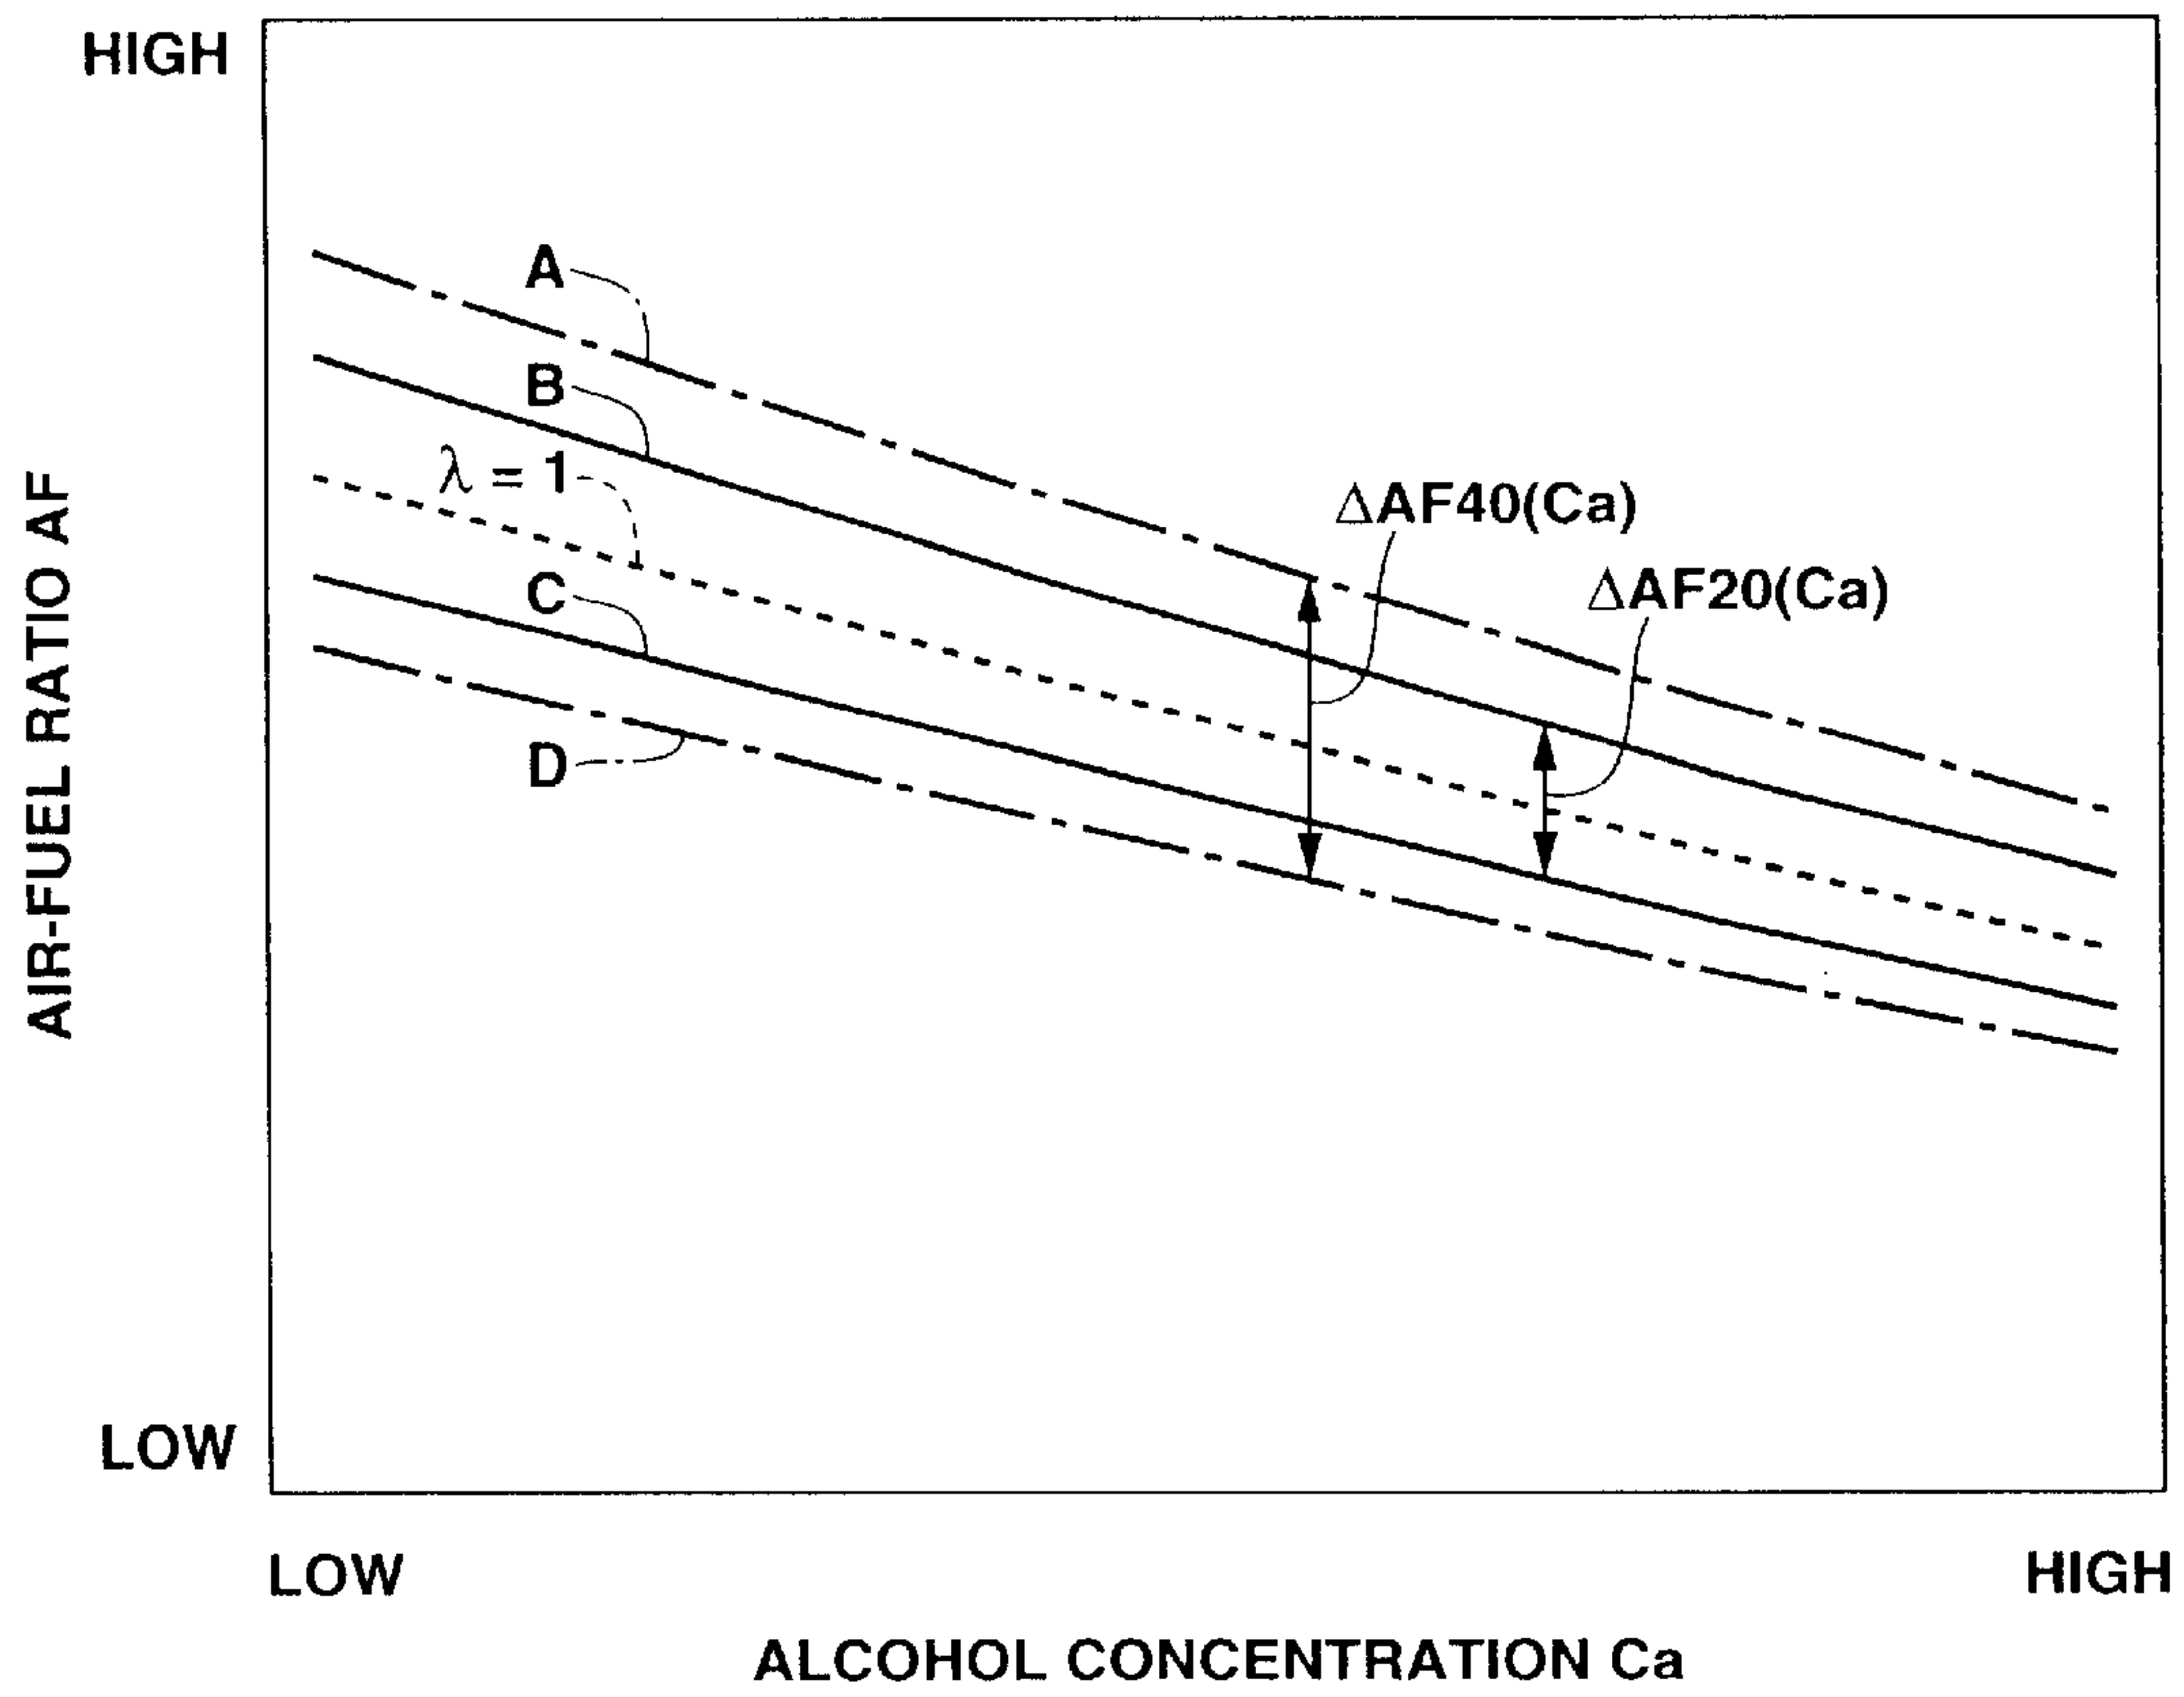 HIGH
A
B
λ = 1
ΔAF40(Ca)
C
ΔAF20(Ca)
D
AIR-FUEL RATIO AF
LOW
LOW
HIGH
ALCOHOL CONCENTRATION Ca